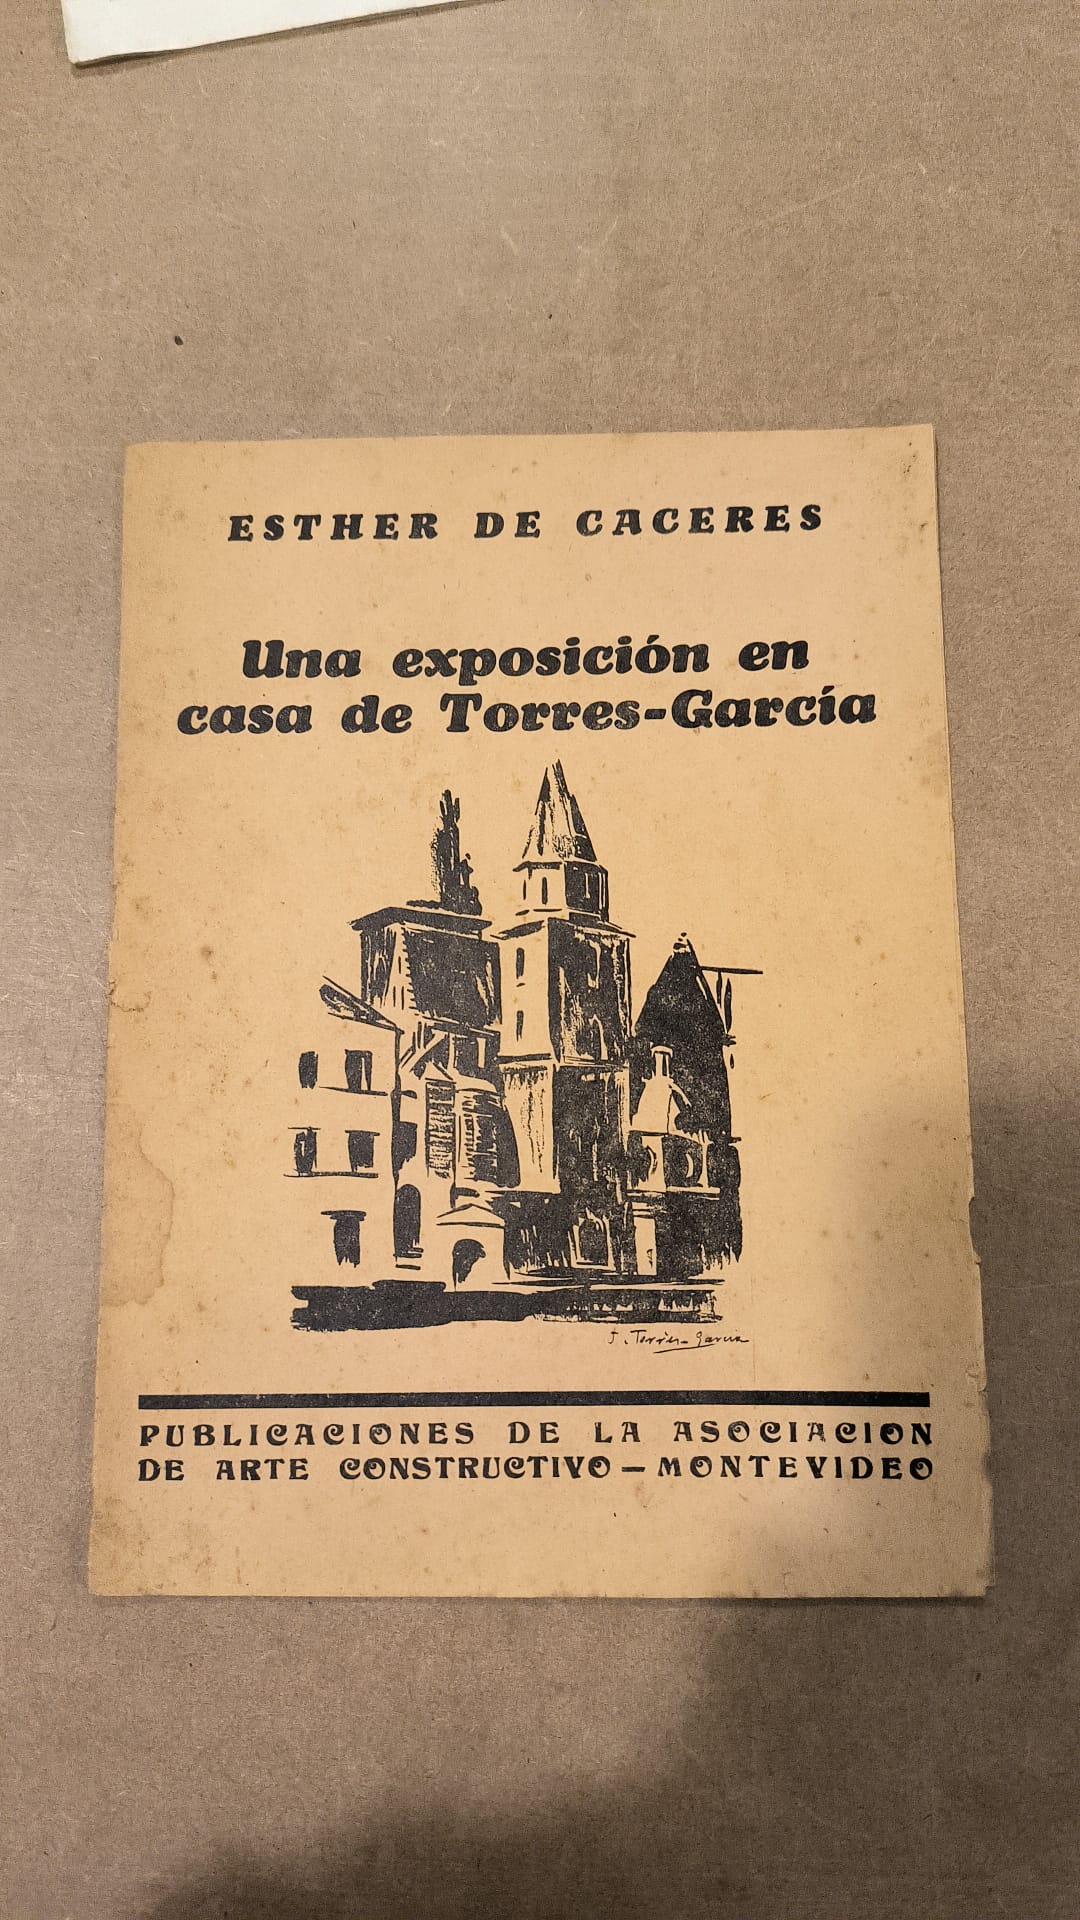 ESTHER DE CACERES
Una exposición en
casa de Torres-García
J. Torres-García
PUBLICACIONES DE LA ASOCIACION
DE ARTE CONSTRUCTIVO — MONTEVIDEO